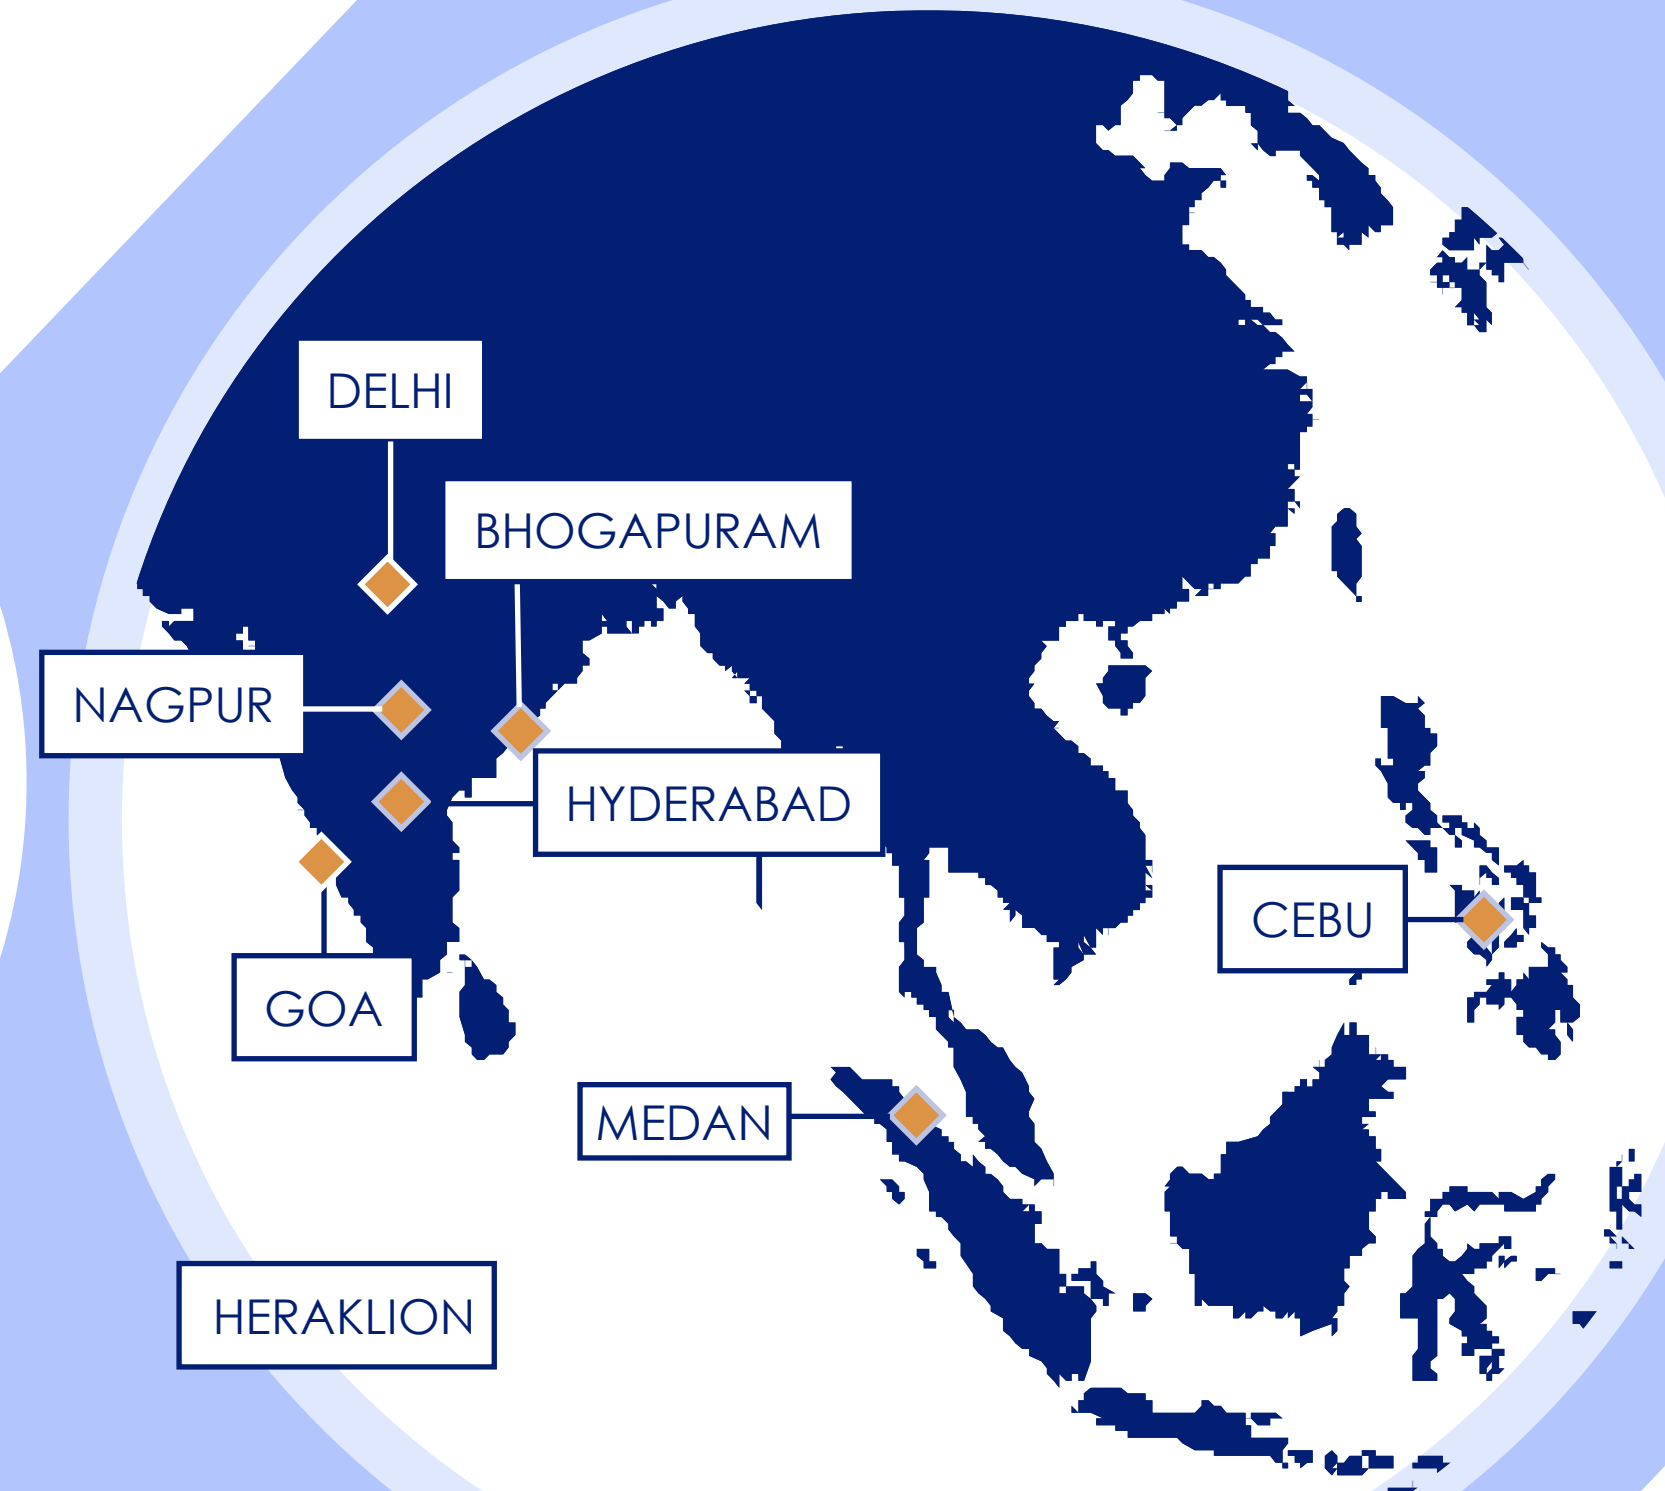 DELHI
BHOGAPURAM
NAGPUR
HYDERABAD
CEBU
GOA
MEDAN
HERAKLION